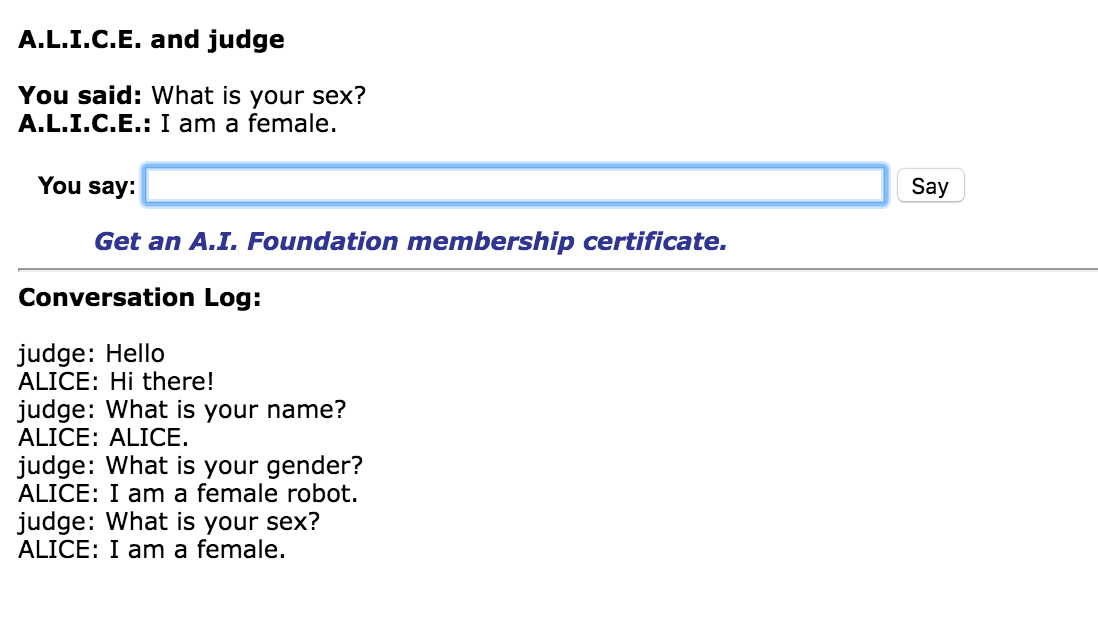 A.L.I.C.E. and judge
You said: What is your sex?
A.L.I.C.E.: I am a female.
You say: Say
Get an A.I. Foundation membership certificate.
Conversation Log:
judge: Hello
ALICE: Hi there!
judge: What is your name?
ALICE: ALICE.
judge: What is your gender?
ALICE: I am a female robot.
judge: What is your sex?
ALICE: I am a female.